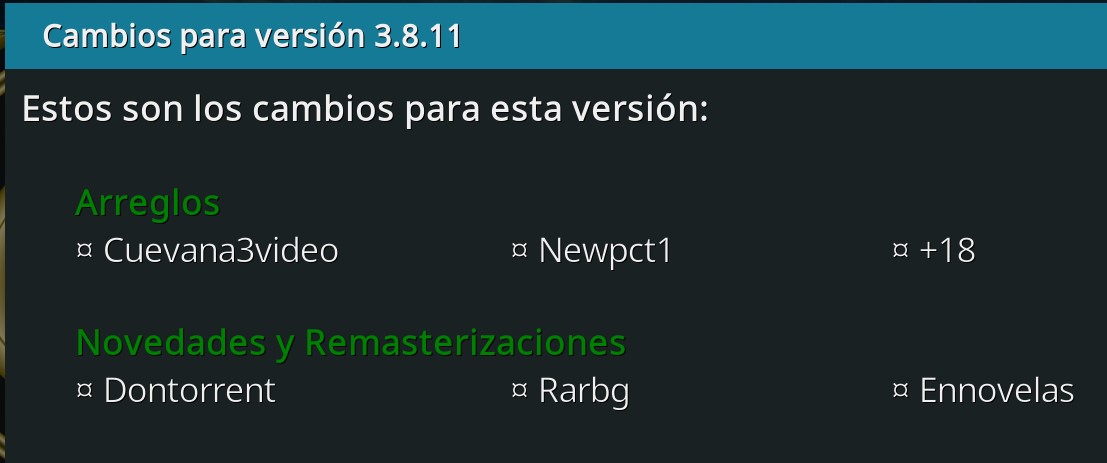 Cambios para versión 3.8.11
Estos son los cambios para esta versión:
Arreglos
¤ Cuevana3video ¤ Newpct1 ¤ +18
Novedades y Remasterizaciones
¤ Dontorrent ¤ Rarbg ¤ Ennovelas